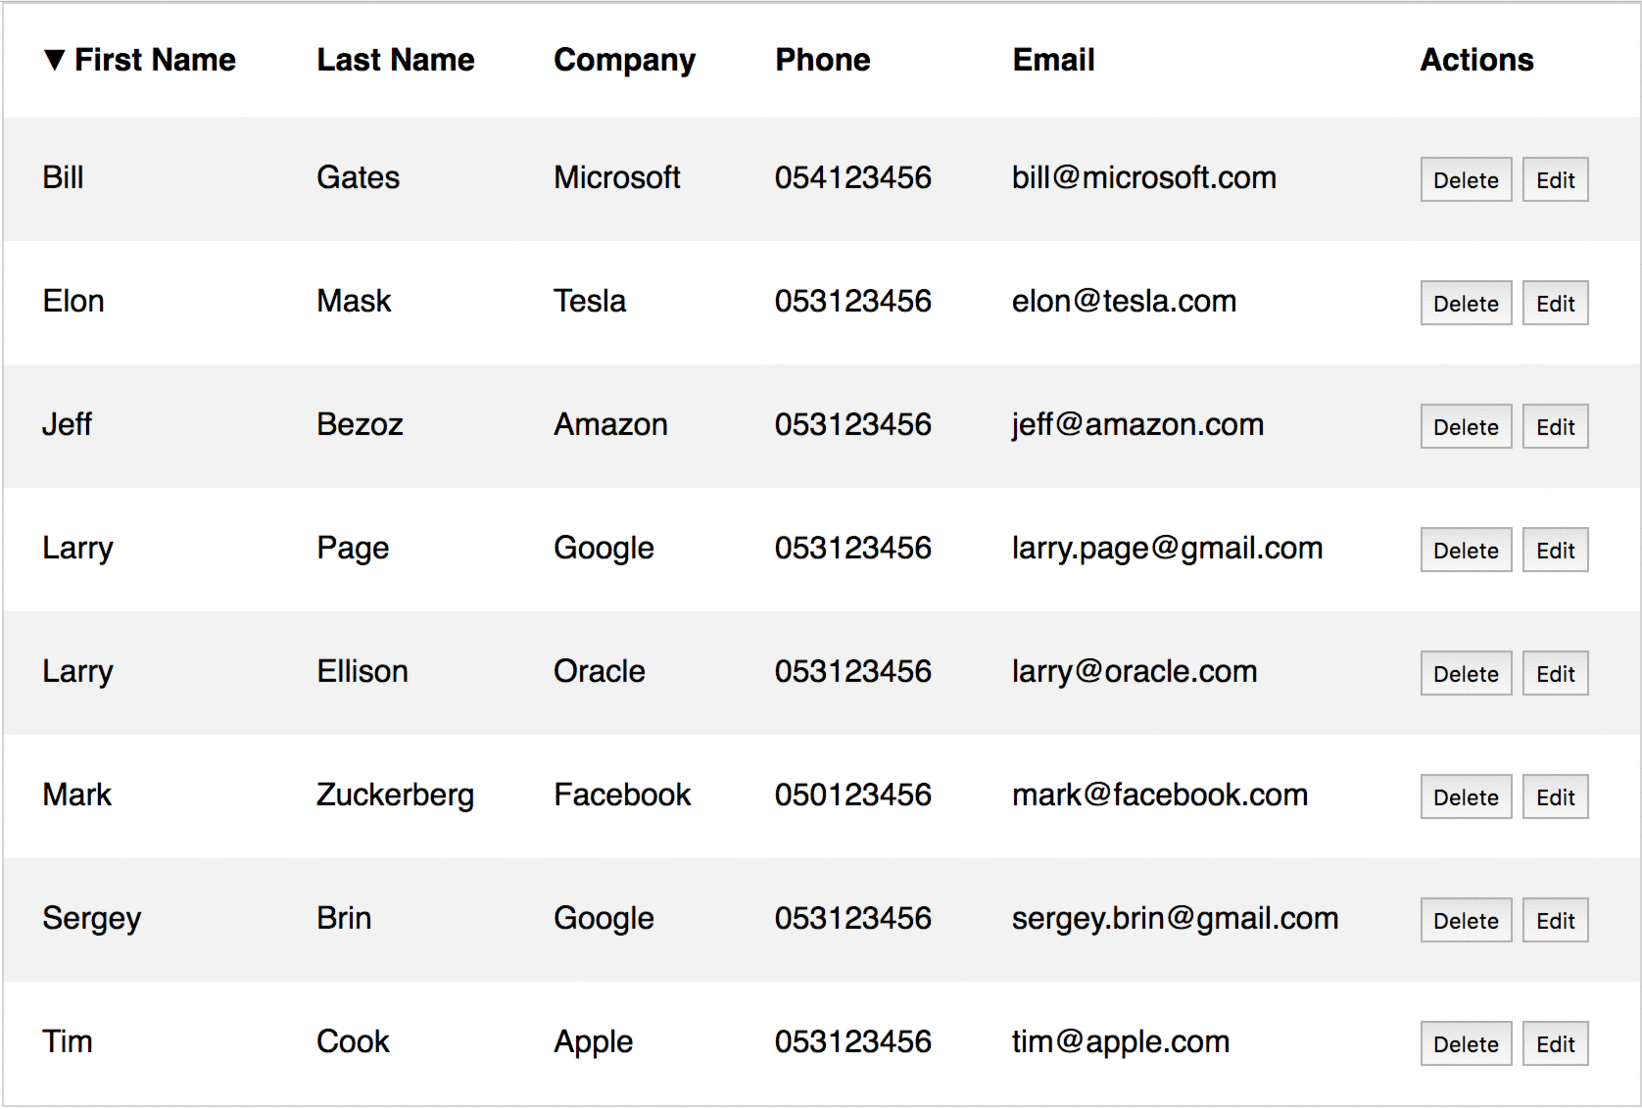 ▼ First Name Last Name Company Phone Email Actions
Bill Gates Microsoft 054123456 bill@microsoft.com Delete Edit
Elon Mask Tesla 053123456 elon@tesla.com Delete Edit
Jeff Bezoz Amazon 053123456 jeff@amazon.com Delete Edit
Larry Page Google 053123456 larry.page@gmail.com Delete Edit
Larry Ellison Oracle 053123456 larry@oracle.com Delete Edit
Mark Zuckerberg Facebook 050123456 mark@facebook.com Delete Edit
Sergey Brin Google 053123456 sergey.brin@gmail.com Delete Edit
Tim Cook Apple 053123456 tim@apple.com Delete Edit